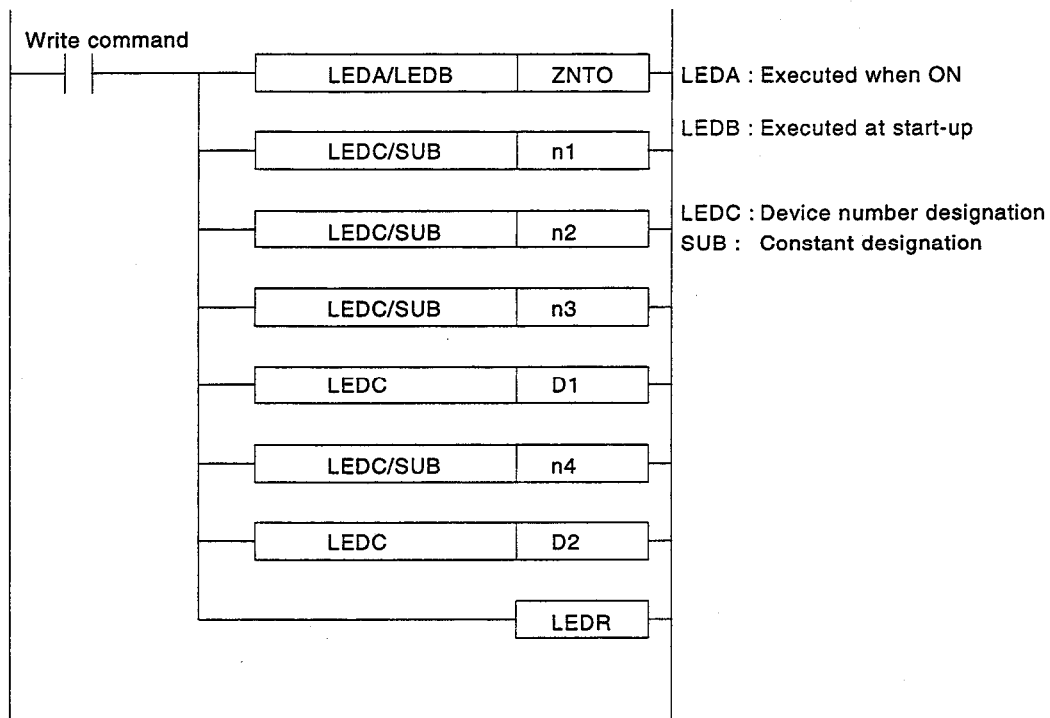 Write command
LEDA/LEDB ZNTO LEDA : Executed when ON
LEDB : Executed at start-up
LEDC/SUB n1
LEDC : Device number designation
LEDC/SUB n2
SUB : Constant designation
LEDC/SUB n3
LEDC D1
LEDC/SUB n4
LEDC D2
LEDR